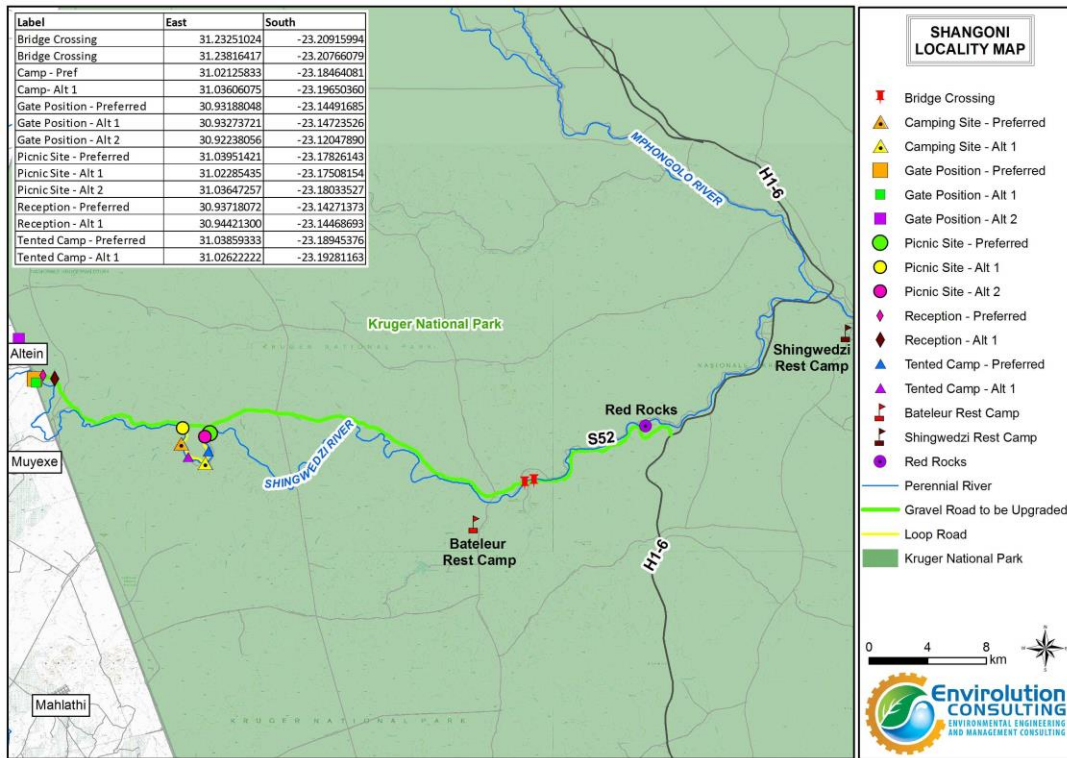 Label East South
Bridge Crossing 31.23251024 -23.20915994
Bridge Crossing 31.23816417 -23.20766079
Camp - Pref 31.02125833 -23.18464081
Camp- Alt 1 31.03606075 -23.19650360
Gate Position - Preferred 30.93188048 -23.14491685
Gate Position - Alt 1 30.93273721 -23.14723526
Gate Position - Alt 2 30.92238056 -23.12047890
Picnic Site - Preferred 31.03951421 -23.17826143
Picnic Site - Alt 1 31.02285435 -23.17508154
Picnic Site - Alt 2 31.03647257 -23.18033527
Reception - Preferred 30.93718072 -23.14271373
Reception - Alt 1 30.94421300 -23.14468693
Tented Camp - Preferred 31.03859333 -23.18945376
Tented Camp - Alt 1 31.02622222 -23.19281163
MPHONGOLO RIVER
H1-6
Kruger National Park
KRUGER NATIONAL PARK
Altein
Shingwedzi
Rest Camp
Red Rocks
S52
Muyexe
SHINGWEDZI RIVER
Bateleur
Rest Camp
H1-6
Mahlathi
KRUGER NATIONAL PARK
SHANGONI
LOCALITY MAP
Bridge Crossing
Camping Site - Preferred
Camping Site - Alt 1
Gate Position - Preferred
Gate Position - Alt 1
Gate Position - Alt 2
Picnic Site - Preferred
Picnic Site - Alt 1
Picnic Site - Alt 2
Reception - Preferred
Reception - Alt 1
Tented Camp - Preferred
Tented Camp - Alt 1
Bateleur Rest Camp
Shingwedzi Rest Camp
Red Rocks
Perennial River
Gravel Road to be Upgraded
Loop Road
Kruger National Park
0 4 8
km
Envirolution
CONSULTING
ENVIRONMENTAL ENGINEERING
AND MANAGEMENT CONSULTING